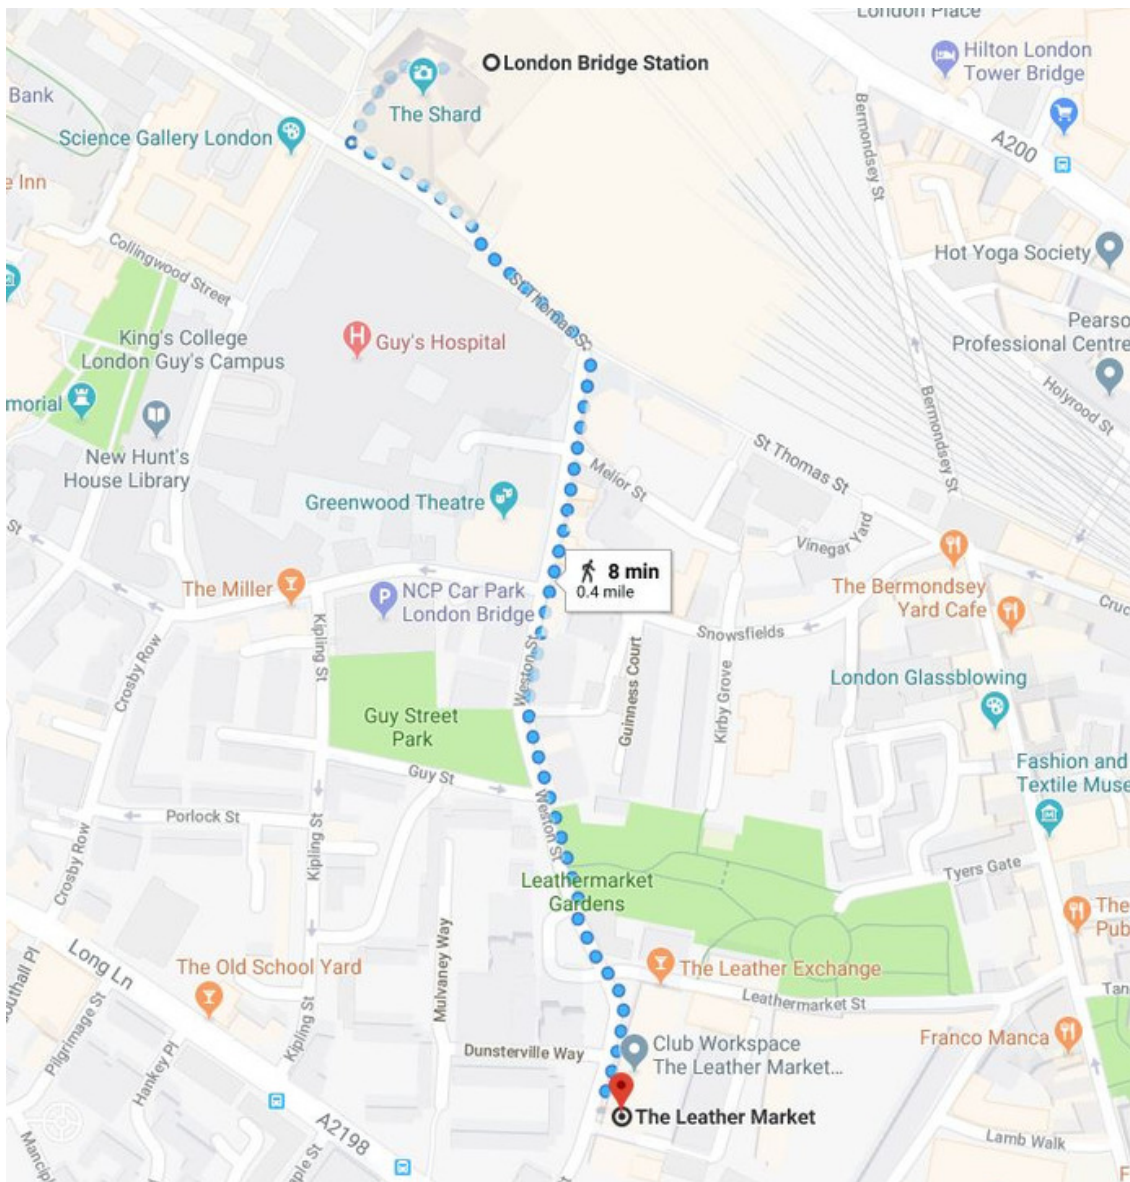 London Place
London Bridge Station
Hilton London
Tower Bridge
Bank
The Shard
Science Gallery London
A200
Bermondsey St
Inn
Collingwood Street
Hot Yoga Society
St Thomas St
King's College
London Guy's Campus
Guy's Hospital
Professional Centre
Holyrood St
Bermondsey St
New Hunt's
House Library
St Thomas St
Melior St
Greenwood Theatre
Vinegar Yard
St
8 min
0.4 mile
The Miller
NCP Car Park
London Bridge
The Bermondsey
Yard Cafe
Snowsfields
Crosby Row
Kipling St
Weston St
Guinness Court
Kirby Grove
London Glassblowing
Guy Street
Park
Fashion and
Textile Muse
Guy St
Porlock St
Weston St
Crosby Row
Kipling St
Tyers Gate
Leathermarket
Gardens
The
Pub
Mulvaney Way
Long Ln
The Old School Yard
The Leather Exchange
Leathermarket St
Tan
Pilgrimage St
Hankey Pl
Kipling St
Franco Manca
Dunsterville Way
Club Workspace
The Leather Market...
The Leather Market
A2198
Lamb Walk